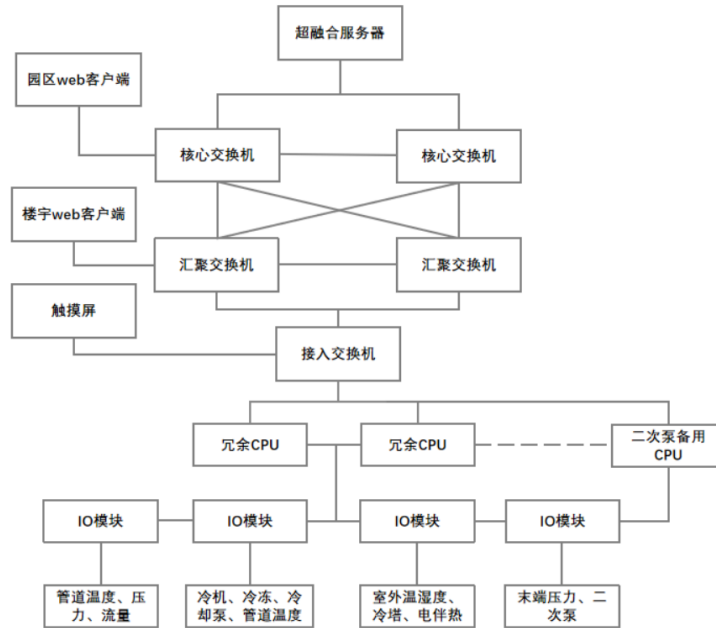 超融合服务器
园区web客户端
核心交换机
核心交换机
楼宇web客户端
汇聚交换机
汇聚交换机
触摸屏
接入交换机
冗余CPU
冗余CPU
二次泵备用
CPU
IO模块
IO模块
IO模块
IO模块
管道温度、压
力、流量
冷机、冷冻、冷
却泵、管道温度
室外温湿度、
冷塔、电伴热
末端压力、二
次泵